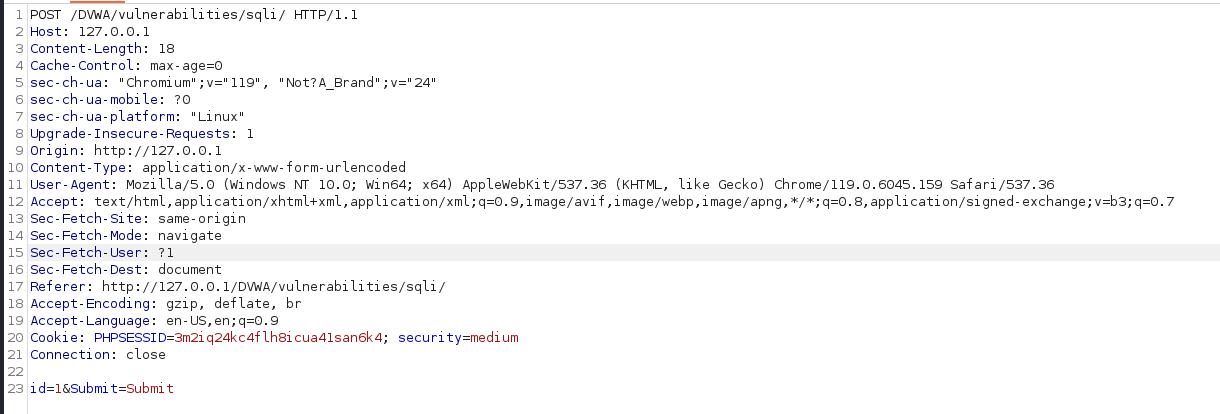 1 POST /DVWA/vulnerabilities/sqli/ HTTP/1.1
2 Host: 127.0.0.1
3 Content-Length: 18
4 Cache-Control: max-age=0
5 sec-ch-ua: "Chromium";v="119", "Not?A_Brand";v="24"
6 sec-ch-ua-mobile: ?0
7 sec-ch-ua-platform: "Linux"
8 Upgrade-Insecure-Requests: 1
9 Origin: http://127.0.0.1
10 Content-Type: application/x-www-form-urlencoded
11 User-Agent: Mozilla/5.0 (Windows NT 10.0; Win64; x64) AppleWebKit/537.36 (KHTML, like Gecko) Chrome/119.0.6045.159 Safari/537.36
12 Accept: text/html,application/xhtml+xml,application/xml;q=0.9,image/avif,image/webp,image/apng,*/*;q=0.8,application/signed-exchange;v=b3;q=0.7
13 Sec-Fetch-Site: same-origin
14 Sec-Fetch-Mode: navigate
15 Sec-Fetch-User: ?1
16 Sec-Fetch-Dest: document
17 Referer: http://127.0.0.1/DVWA/vulnerabilities/sqli/
18 Accept-Encoding: gzip, deflate, br
19 Accept-Language: en-US,en;q=0.9
20 Cookie: PHPSESSID=3m2iq24kc4flh8icua41san6k4; security=medium
21 Connection: close
22
23 id=1&Submit=Submit